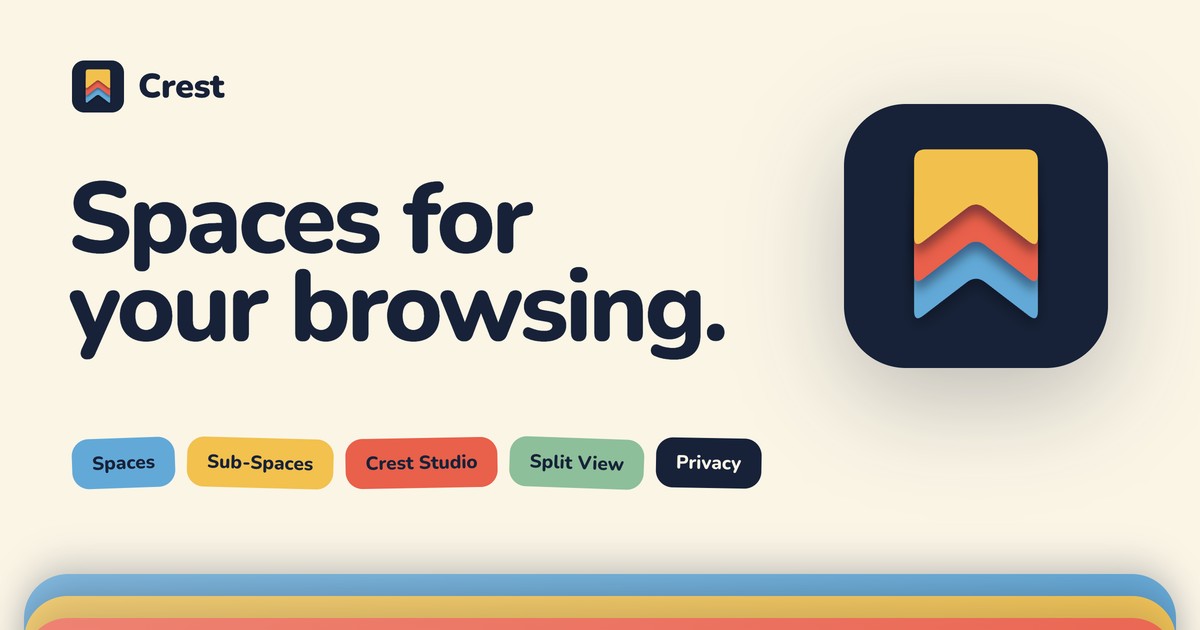 Crest
Spaces for
your browsing.
Spaces
Sub-Spaces
Crest Studio
Split View
Privacy